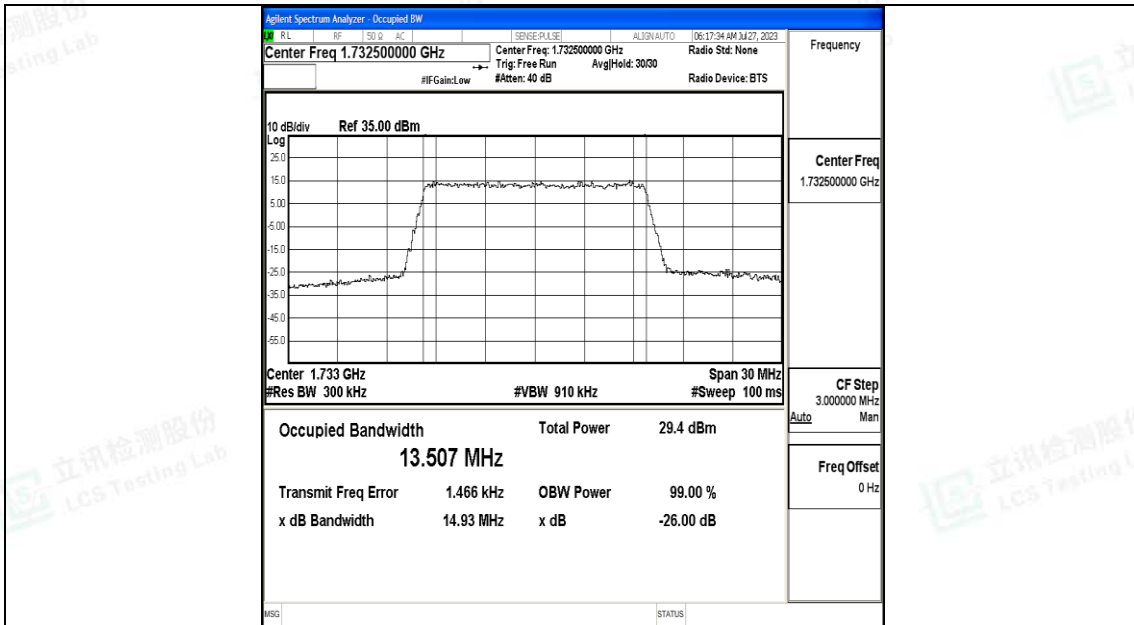 Agilent Spectrum Analyzer - Occupied BW
RL RF 50 Ω AC SENSE:PULSE ALIGN AUTO 06:17:34 AM Jul 27, 2023
Center Freq 1.732500000 GHz
Center Freq: 1.732500000 GHz
Radio Std: None
Trig: Free Run Avg|Hold: 30/30
#IFGain:Low #Atten: 40 dB Radio Device: BTS
Frequency
10 dB/div Ref 35.00 dBm
Log
25.0
15.0
5.00
-5.00
-15.0
-25.0
-35.0
-45.0
-55.0
Center 1.733 GHz Span 30 MHz
#Res BW 300 kHz #VBW 910 kHz #Sweep 100 ms
Center Freq
1.732500000 GHz
CF Step
3.000000 MHz
Auto Man
Freq Offset
0 Hz
Occupied Bandwidth Total Power 29.4 dBm
13.507 MHz
Transmit Freq Error 1.466 kHz OBW Power 99.00 %
x dB Bandwidth 14.93 MHz x dB -26.00 dB
MSG STATUS
立讯检测股份
LCS Testing Lab
立讯检测股份
LCS Testing